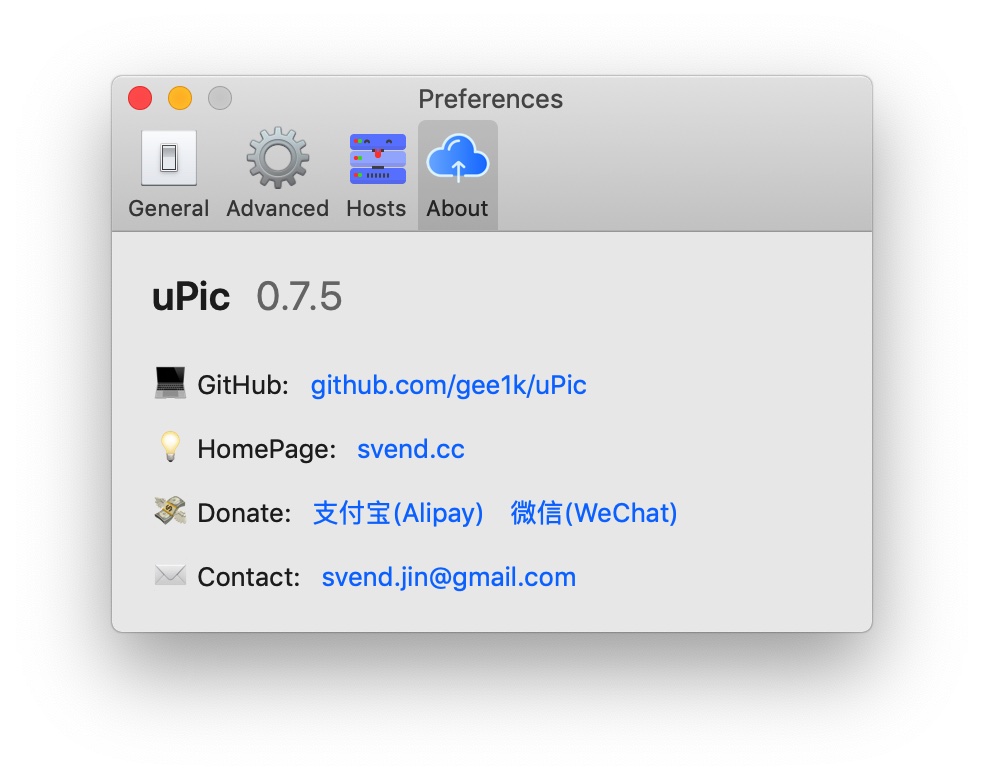 Preferences
General Advanced Hosts About
uPic 0.7.5
GitHub: github.com/gee1k/uPic
HomePage: svend.cc
Donate: 支付宝(Alipay) 微信(WeChat)
Contact: svend.jin@gmail.com